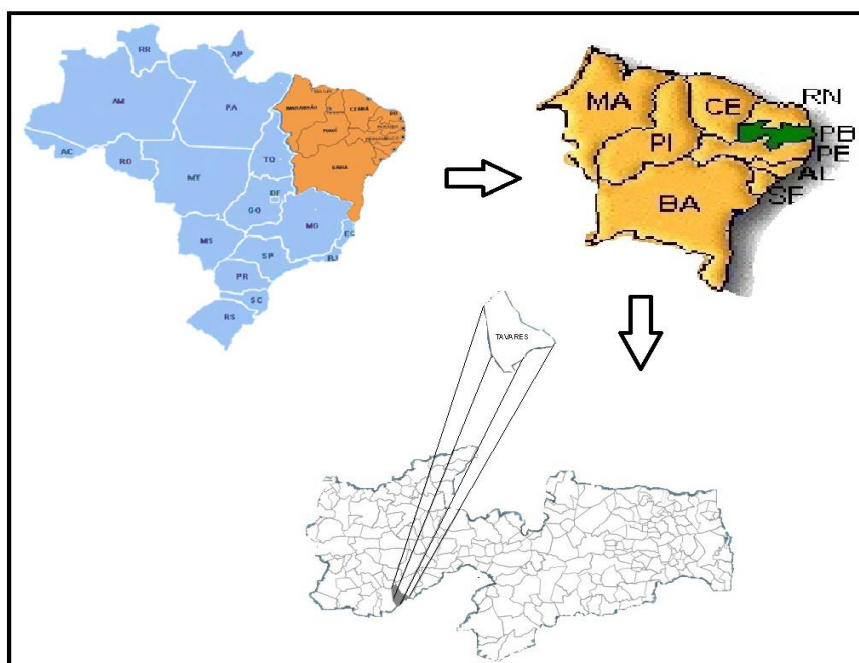 RR
AP
AM
PA
MARANHÃO
CEARÁ
PIAUÍ
AC
RO
TO
BAHIA
MT
DF
GO
MG
MS
ES
SP
RJ
PR
SC
RS
MA
CE
RN
PB
PI
PE
AL
SE
BA
TAVARES